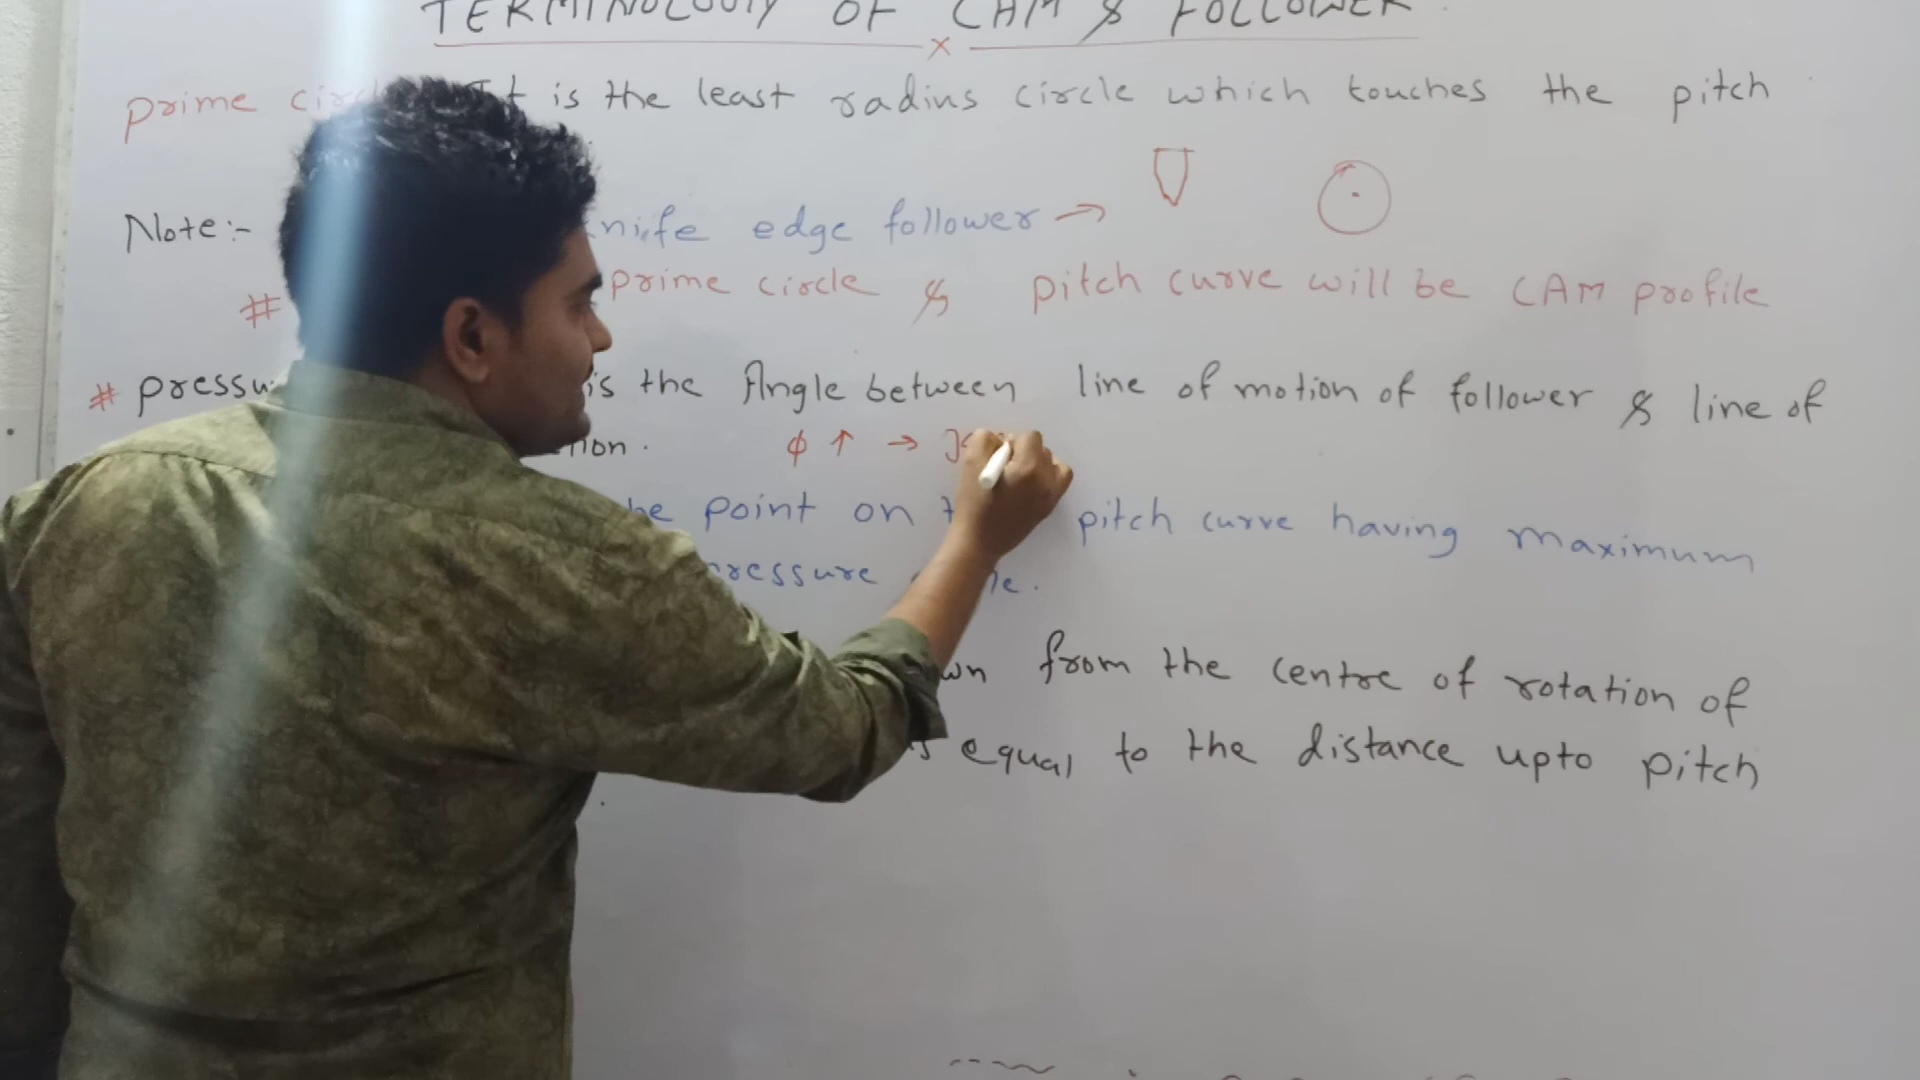 TERMINOLOGY OF CAM & FOLLOWER
prime circle It is the least radius circle which touches the pitch
Note:- knife edge follower →
# prime circle & pitch curve will be CAM profile
# pressu is the Angle between line of motion of follower & line of
tion. φ ↑ →
be point on pitch curve having maximum
pressure
wn from the centre of rotation of
is equal to the distance upto pitch